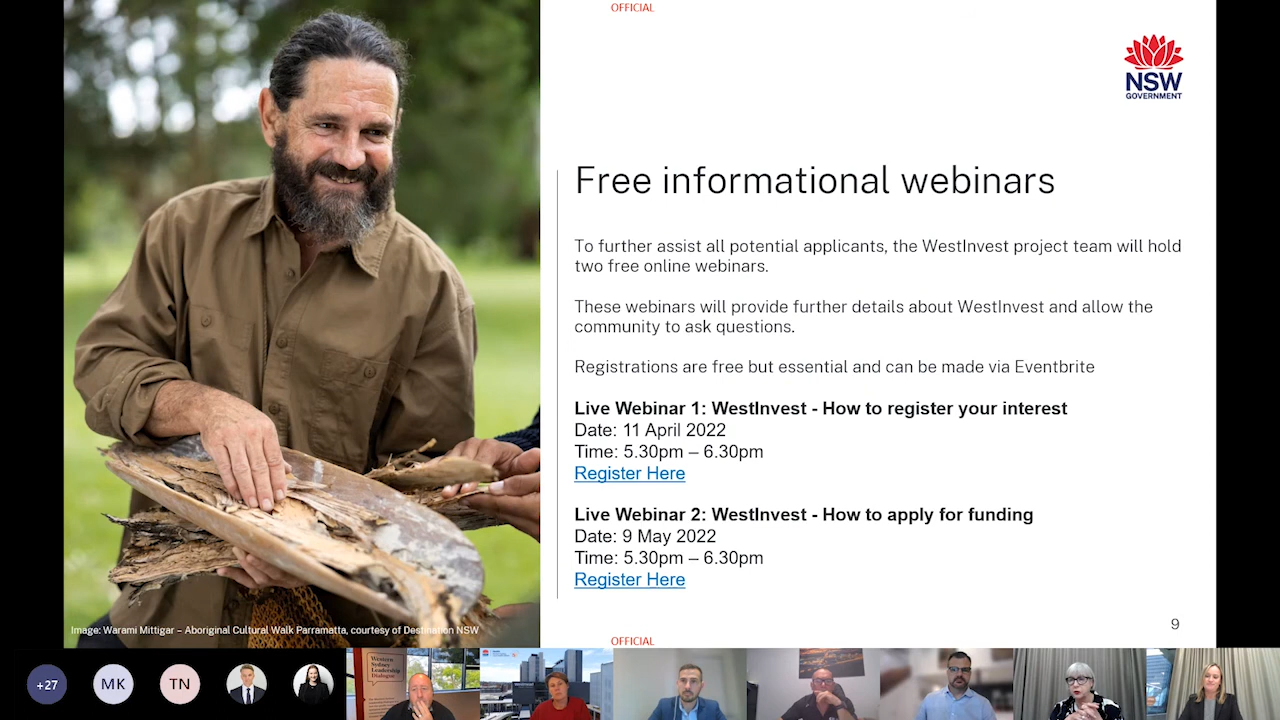 OFFICIAL
NSW
GOVERNMENT
Free informational webinars
To further assist all potential applicants, the WestInvest project team will hold
two free online webinars.
These webinars will provide further details about WestInvest and allow the
community to ask questions.
Registrations are free but essential and can be made via Eventbrite
Live Webinar 1: WestInvest - How to register your interest
Date: 11 April 2022
Time: 5.30pm – 6.30pm
Register Here
Live Webinar 2: WestInvest - How to apply for funding
Date: 9 May 2022
Time: 5.30pm – 6.30pm
Register Here
9
Image: Warami Mittigar – Aboriginal Cultural Walk Parramatta, courtesy of Destination NSW
OFFICIAL
+27
MK
TN
Western
Sydney
Leadership
Dialogue